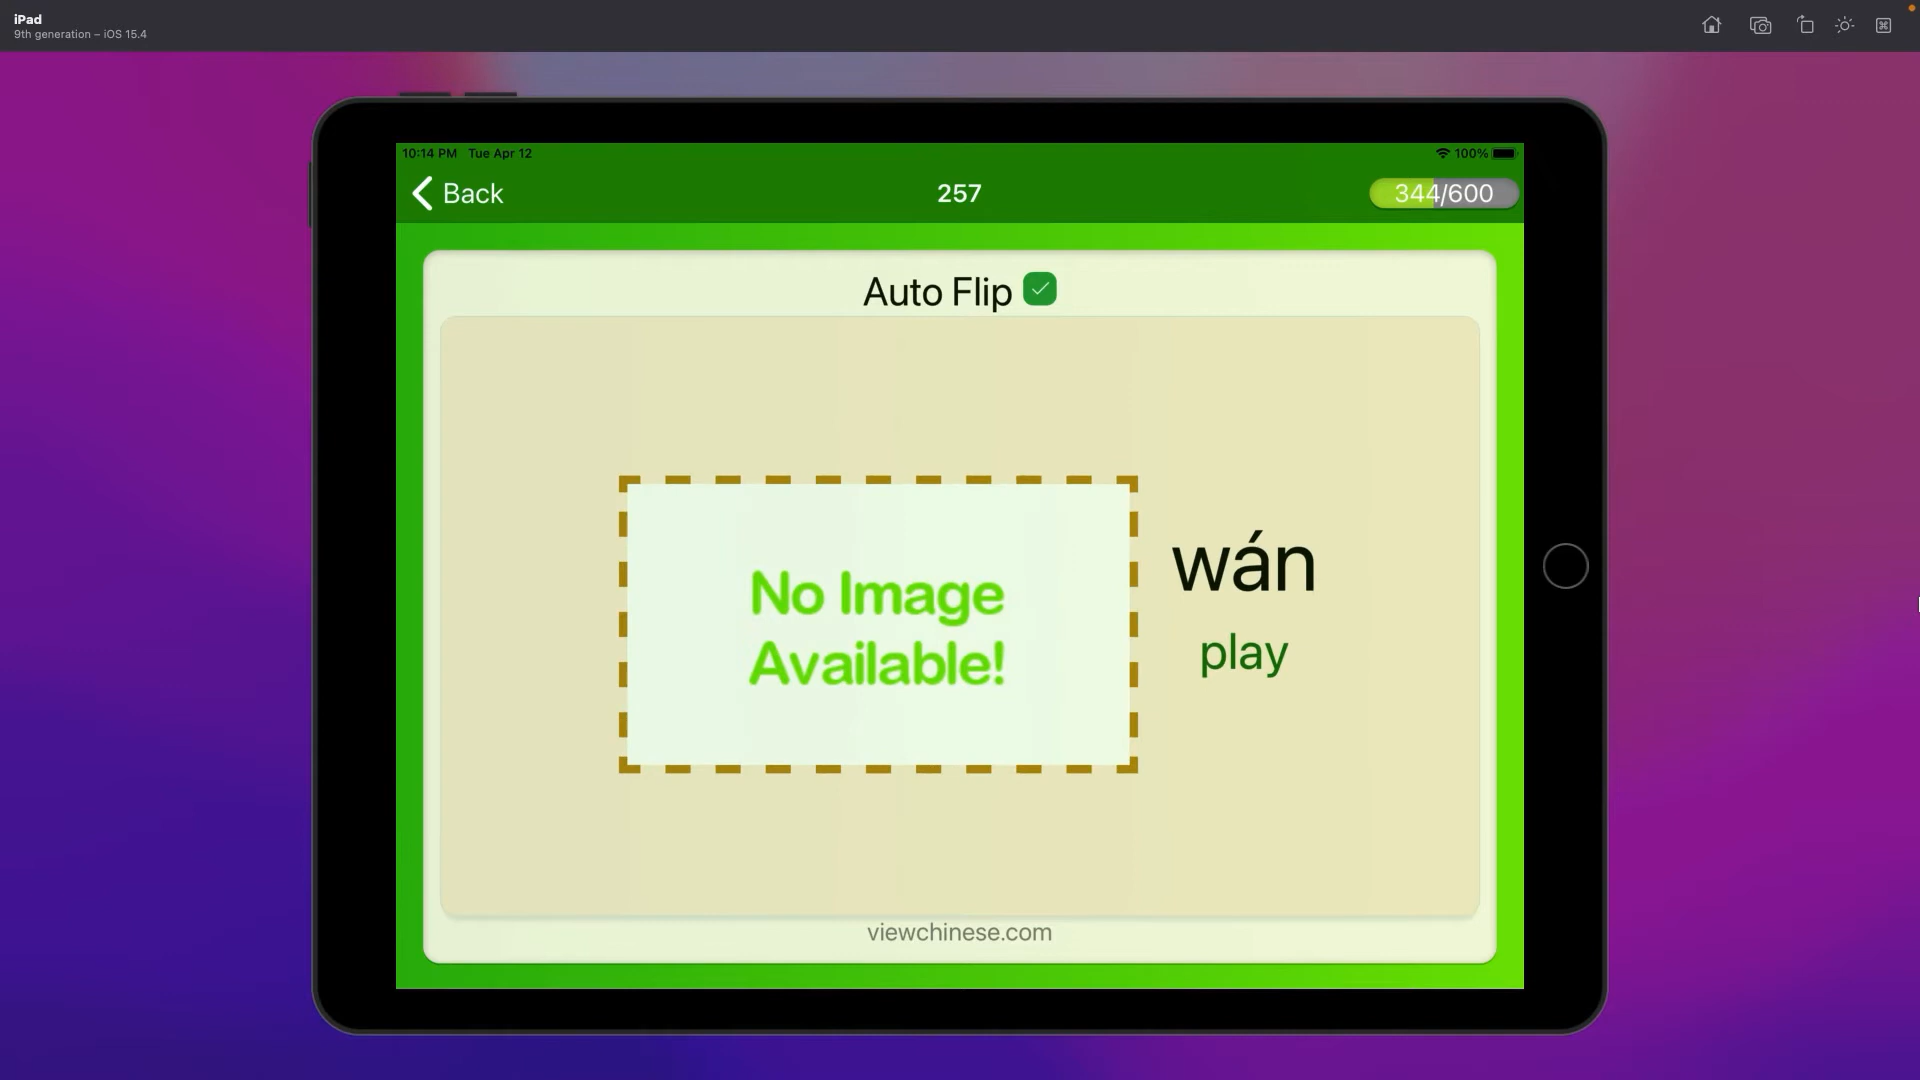 iPad
9th generation – iOS 15.4
10:14 PM Tue Apr 12
100%
Back
257
344/600
Auto Flip
No Image
Available!
wán
play
viewchinese.com